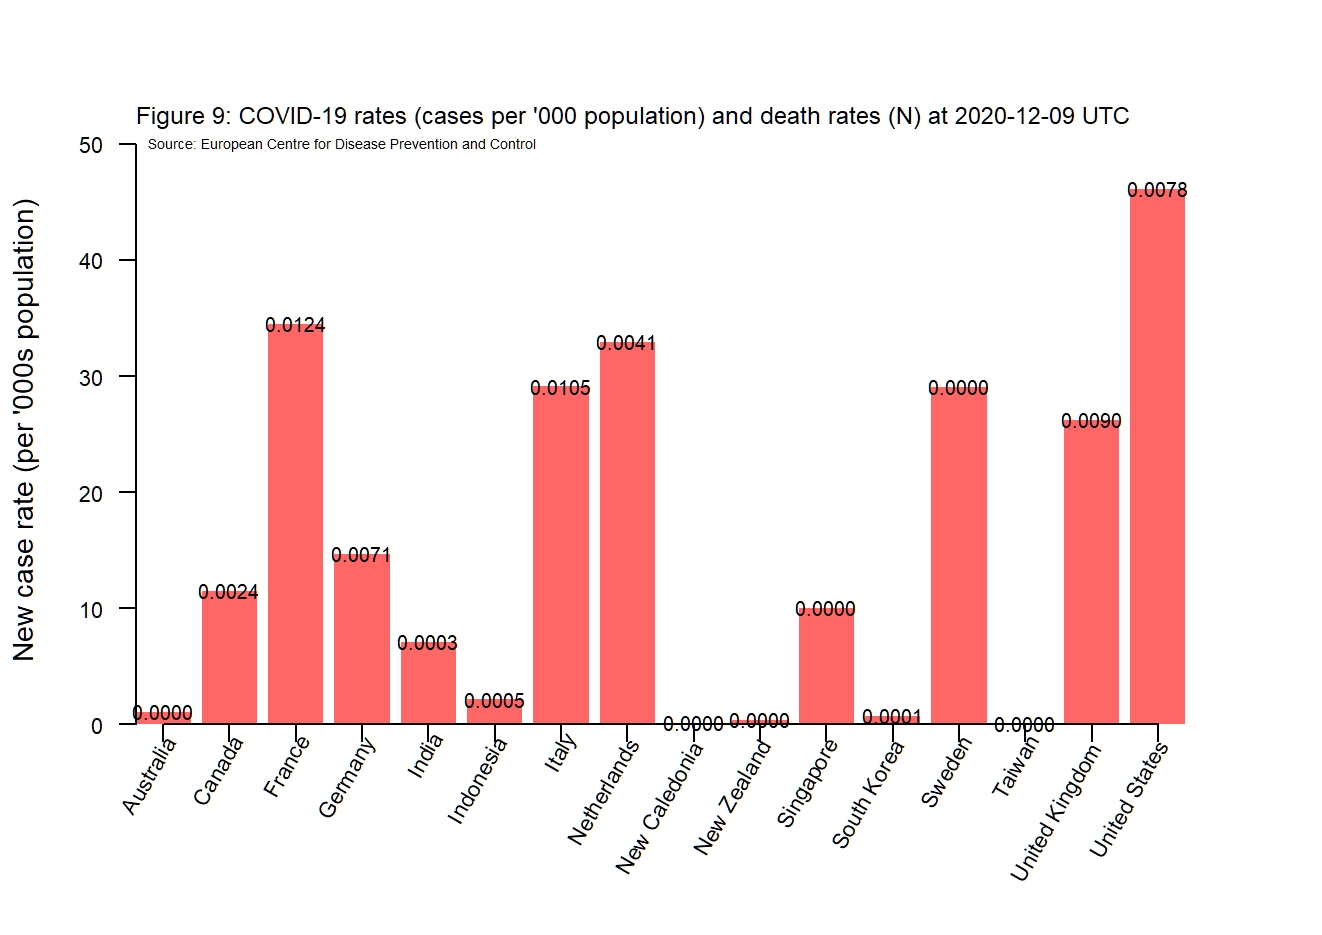 Figure 9: COVID-19 rates (cases per '000 population) and death rates (N) at 2020-12-09 UTC
Source: European Centre for Disease Prevention and Control
New case rate (per '000s population)
50
40
30
20
10
0
0.0000
0.0024
0.0124
0.0071
0.0003
0.0005
0.0105
0.0041
0.0000
0.0000
0.0000
0.0001
0.0000
0.0000
0.0090
0.0078
Australia
Canada
France
Germany
India
Indonesia
Italy
Netherlands
New Caledonia
New Zealand
Singapore
South Korea
Sweden
Taiwan
United Kingdom
United States